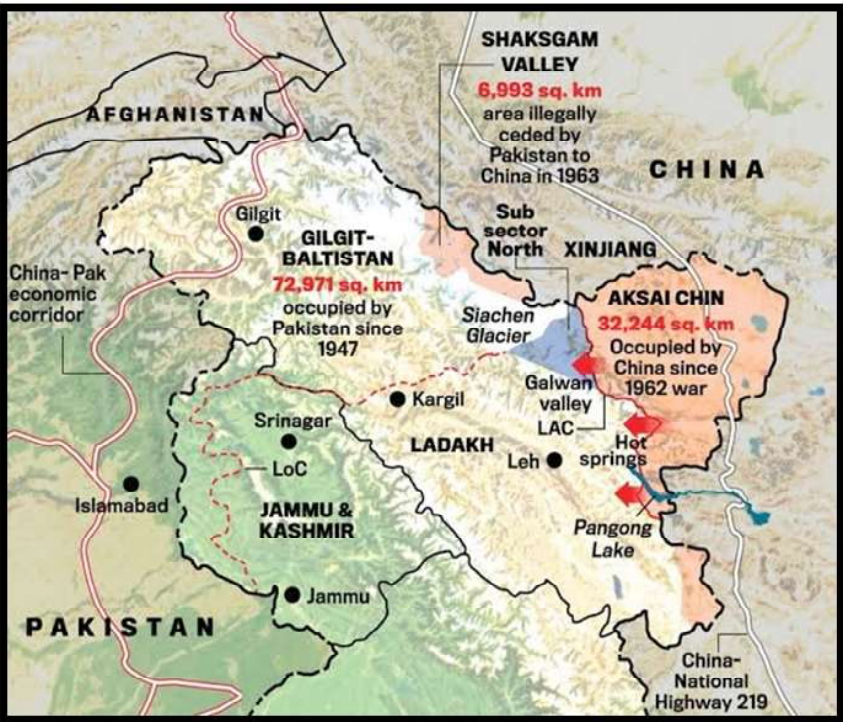 SHAKSGAM
VALLEY
6,993 sq. km
area illegally
ceded by
Pakistan to
China in 1963
AFGHANISTAN
CHINA
Sub
sector
North
XINJIANG
Gilgit
GILGIT-
BALTISTAN
72,971 sq. km
occupied by
Pakistan since
1947
China- Pak
economic
corridor
Siachen
Glacier
AKSAI CHIN
32,244 sq. km
Occupied by
China since
1962 war
Galwan
valley
LAC
Kargil
Srinagar
LADAKH
Hot
springs
Leh
LoC
Islamabad
JAMMU &
KASHMIR
Pangong
Lake
Jammu
PAKISTAN
China-
National
Highway 219